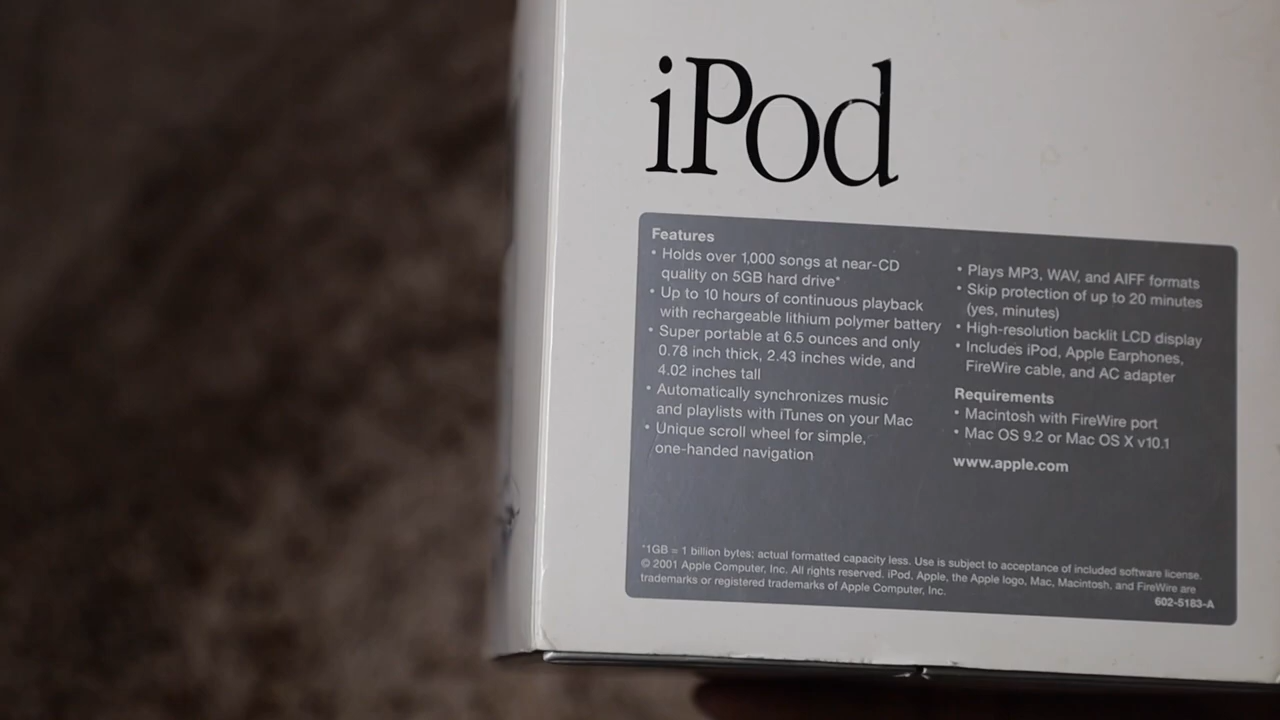 iPod
Features
• Holds over 1,000 songs at near-CD
quality on 5GB hard drive*
• Up to 10 hours of continuous playback
with rechargeable lithium polymer battery
• Super portable at 6.5 ounces and only
0.78 inch thick, 2.43 inches wide, and
4.02 inches tall
• Automatically synchronizes music
and playlists with iTunes on your Mac
• Unique scroll wheel for simple,
one-handed navigation
• Plays MP3, WAV, and AIFF formats
• Skip protection of up to 20 minutes
(yes, minutes)
• High-resolution backlit LCD display
• Includes iPod, Apple Earphones,
FireWire cable, and AC adapter
Requirements
• Macintosh with FireWire port
• Mac OS 9.2 or Mac OS X v10.1
www.apple.com
*1GB = 1 billion bytes; actual formatted capacity less. Use is subject to acceptance of included software license.
© 2001 Apple Computer, Inc. All rights reserved. iPod, Apple, the Apple logo, Mac, Macintosh, and FireWire are
trademarks or registered trademarks of Apple Computer, Inc.
602-5183-A